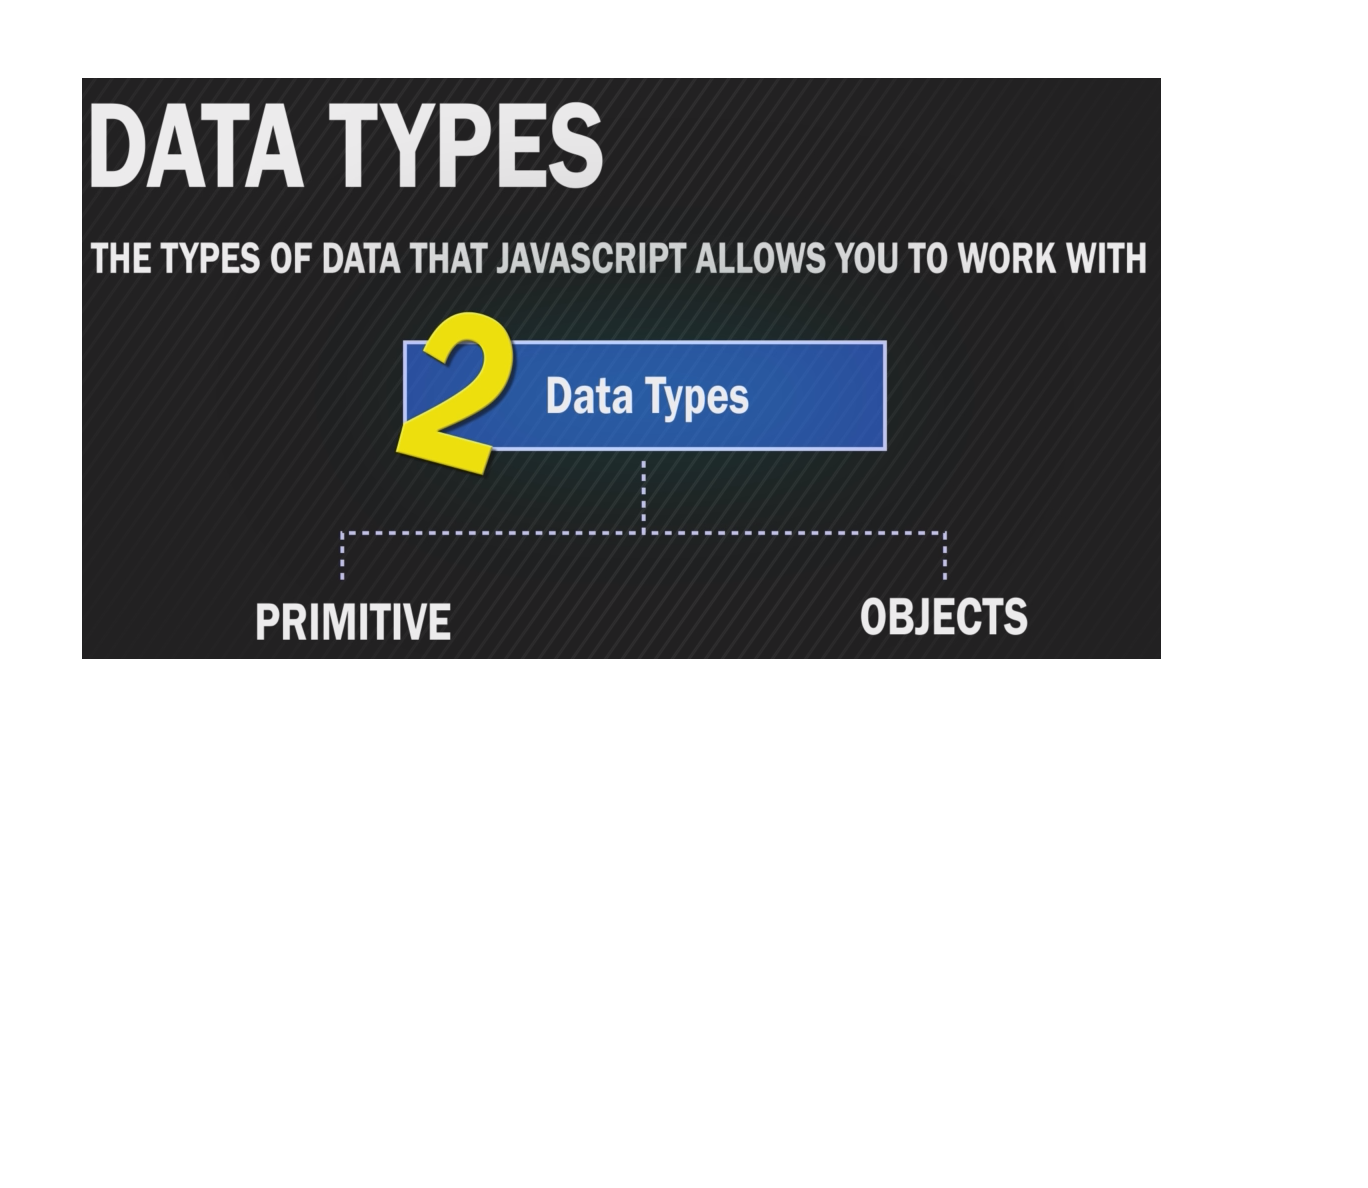 DATA TYPES
THE TYPES OF DATA THAT JAVASCRIPT ALLOWS YOU TO WORK WITH
2 Data Types
PRIMITIVE
OBJECTS